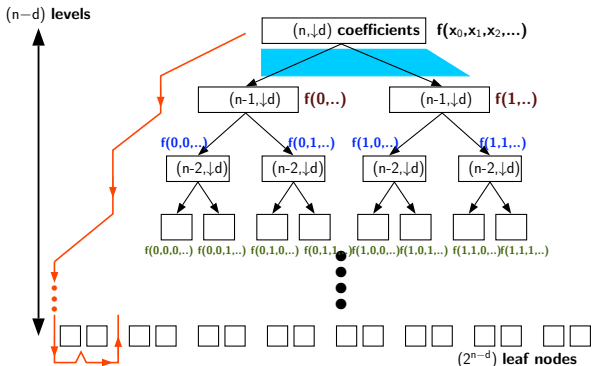 (n−d) levels
(n,↓d) coefficients f(x₀,x₁,x₂,...)
(n-1,↓d) f(0,..) (n-1,↓d) f(1,..)
f(0,0,..) f(0,1,..) f(1,0,..) f(1,1,..)
(n-2,↓d) (n-2,↓d) (n-2,↓d) (n-2,↓d)
f(0,0,0,..) f(0,0,1,..) f(0,1,0,..) f(0,1,1,..) f(1,0,0,..) f(1,0,1,..) f(1,1,0,..) f(1,1,1,..)
(2ⁿ⁻ᵈ) leaf nodes